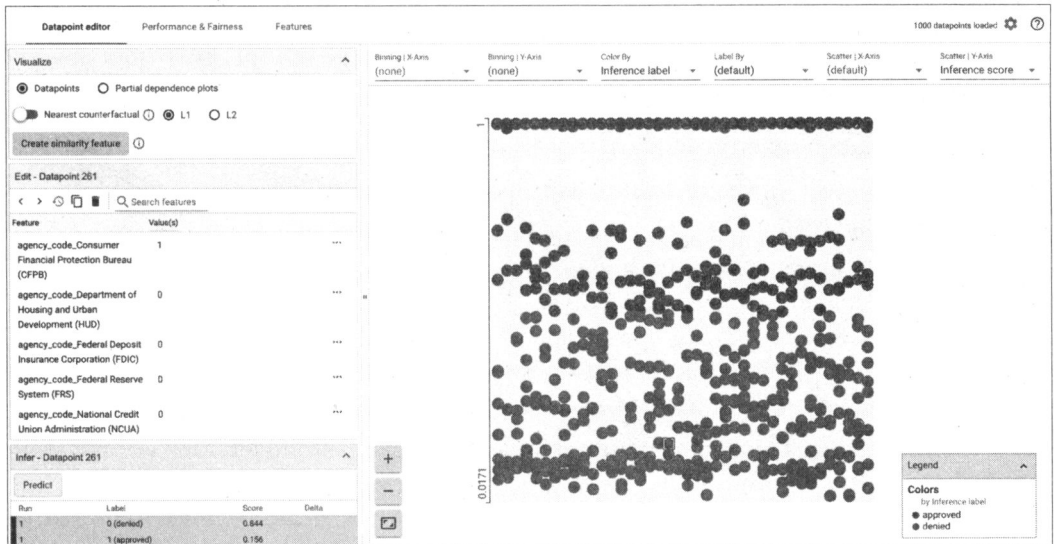 Datapoint editor Performance & Fairness Features 1000 datapoints loaded
Visualize
Datapoints Partial dependence plots
Nearest counterfactual L1 L2
Create similarity feature
Edit - Datapoint 261
Search features
Feature Value(s)
agency_code_Consumer 1
Financial Protection Bureau
(CFPB)
agency_code_Department of 0
Housing and Urban
Development (HUD)
agency_code_Federal Deposit 0
Insurance Corporation (FDIC)
agency_code_Federal Reserve 0
System (FRS)
agency_code_National Credit 0
Union Administration (NCUA)
Infer - Datapoint 261
Predict
Run Label Score Delta
1 0 (denied) 0.844
1 1 (approved) 0.156
Binning | X-Axis Binning | Y-Axis Color By Label By Scatter | X-Axis Scatter | Y-Axis
(none) (none) Inference label (default) (default) Inference score
1
0.0171
Legend
Colors
by Inference label
approved
denied